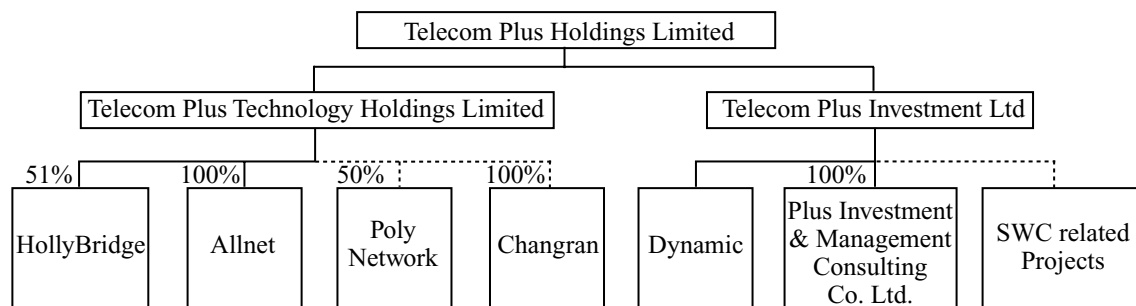 Telecom Plus Holdings Limited
Telecom Plus Technology Holdings Limited
Telecom Plus Investment Ltd
51%
100%
50%
100%
100%
HollyBridge
Allnet
Poly
Network
Changran
Dynamic
Plus Investment
& Management
Consulting
Co. Ltd.
SWC related
Projects